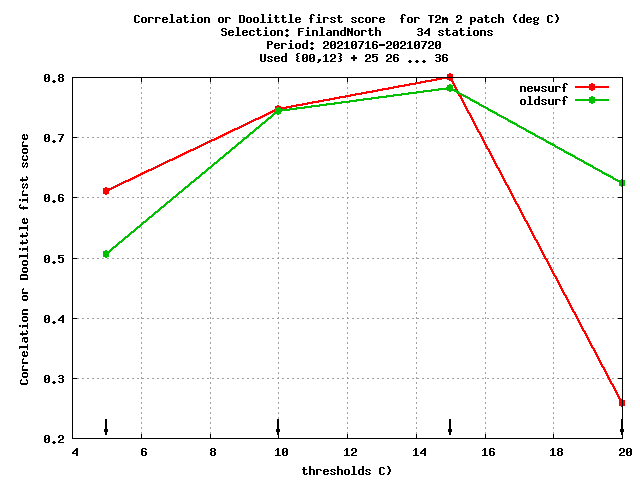 Correlation or Doolittle first score  for T2m 2 patch (deg C)
Selection: FinlandNorth     34 stations
Period: 20210716-20210720
Used {00,12} + 25 26 ... 36
newsurf
oldsurf
Correlation or Doolittle first score
0.8
0.7
0.6
0.5
0.4
0.3
0.2
4 6 8 10 12 14 16 18 20
thresholds C)